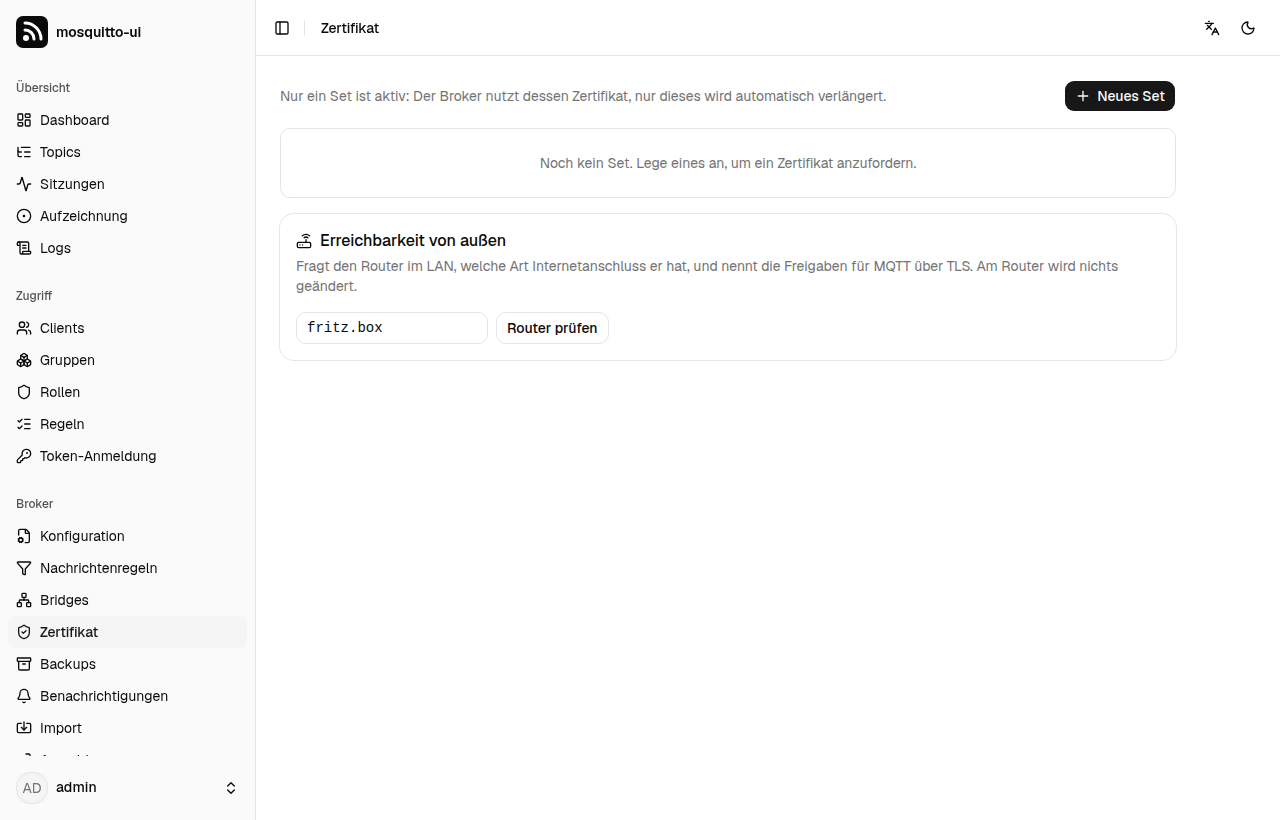 mosquitto-ui
Zertifikat
Übersicht
Dashboard
Topics
Sitzungen
Aufzeichnung
Logs
Zugriff
Clients
Gruppen
Rollen
Regeln
Token-Anmeldung
Broker
Konfiguration
Nachrichtenregeln
Bridges
Zertifikat
Backups
Benachrichtigungen
Import
AD
admin
Nur ein Set ist aktiv: Der Broker nutzt dessen Zertifikat, nur dieses wird automatisch verlängert.
Neues Set
Noch kein Set. Lege eines an, um ein Zertifikat anzufordern.
Erreichbarkeit von außen
Fragt den Router im LAN, welche Art Internetanschluss er hat, und nennt die Freigaben für MQTT über TLS. Am Router wird nichts
geändert.
fritz.box
Router prüfen